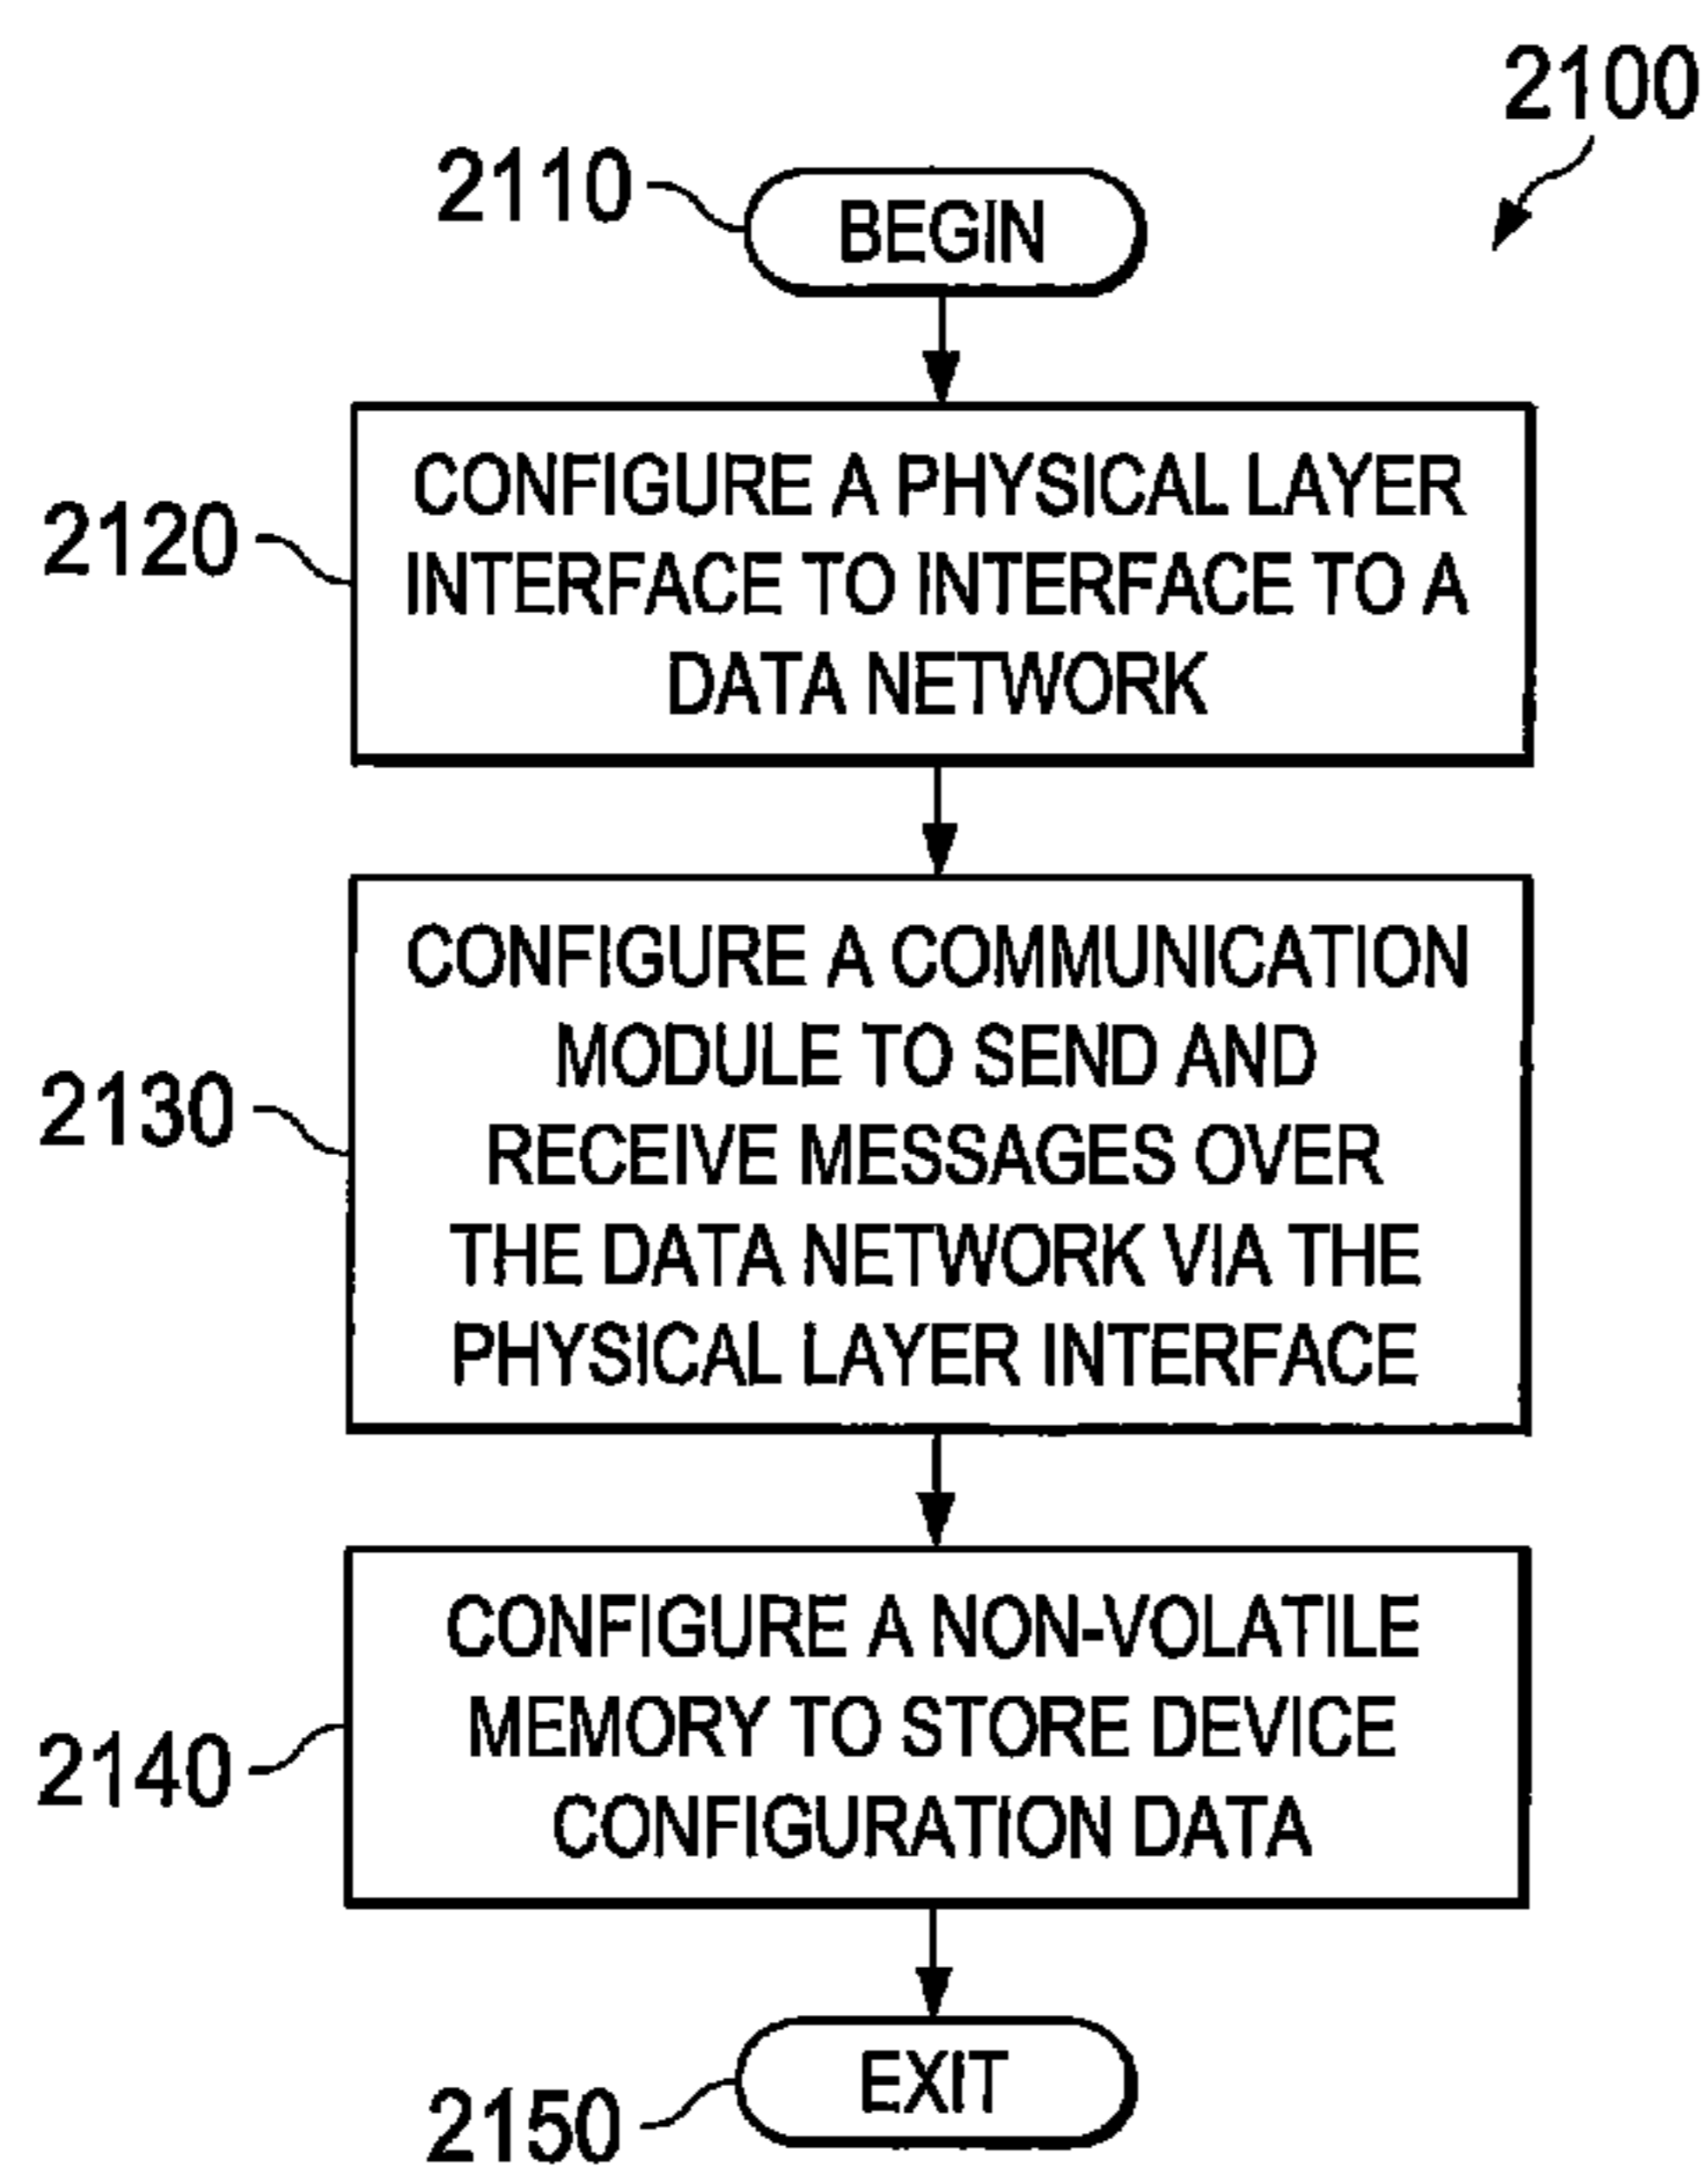 2100
2110
BEGIN
2120
CONFIGURE A PHYSICAL LAYER
INTERFACE TO INTERFACE TO A
DATA NETWORK
2130
CONFIGURE A COMMUNICATION
MODULE TO SEND AND
RECEIVE MESSAGES OVER
THE DATA NETWORK VIA THE
PHYSICAL LAYER INTERFACE
2140
CONFIGURE A NON-VOLATILE
MEMORY TO STORE DEVICE
CONFIGURATION DATA
2150
EXIT